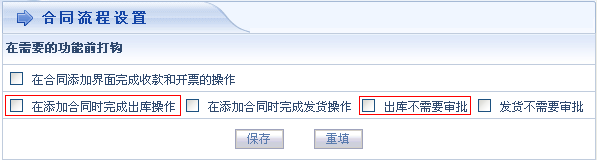 合同流程设置
在需要的功能前打钩
在合同添加界面完成收款和开票的操作
在添加合同时完成出库操作 在添加合同时完成发货操作 出库不需要审批 发货不需要审批
保存 重填